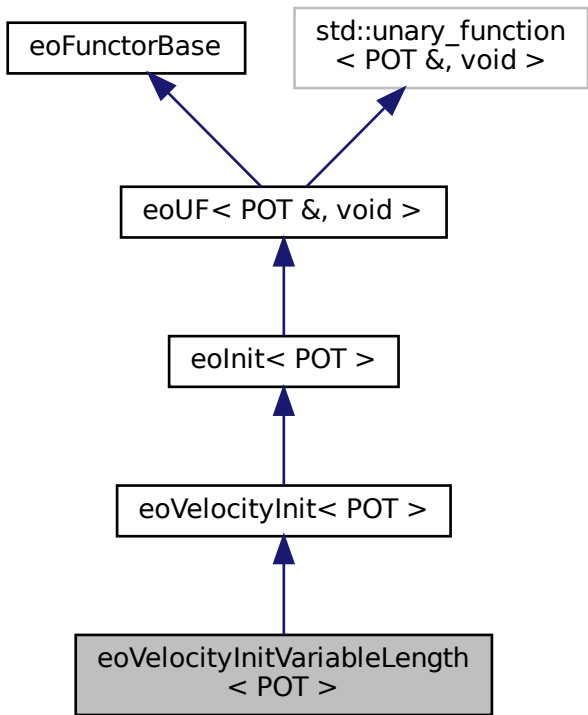 eoFunctorBase
std::unary_function
< POT &, void >
eoUF< POT &, void >
eoInit< POT >
eoVelocityInit< POT >
eoVelocityInitVariableLength
< POT >